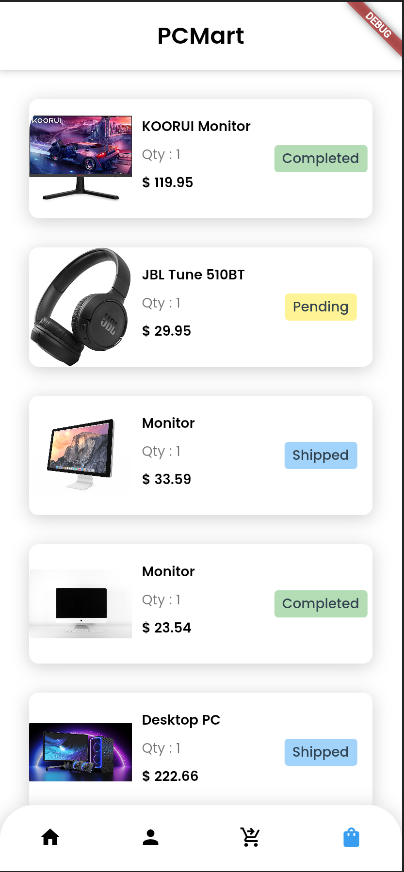 PCMart
DEBUG
KOORUI
KOORUI Monitor
Qty : 1
Completed
$ 119.95
JBL
JBL Tune 510BT
Qty : 1
Pending
$ 29.95
Monitor
Qty : 1
Shipped
$ 33.59
Monitor
Qty : 1
Completed
$ 23.54
Desktop PC
Qty : 1
Shipped
$ 222.66